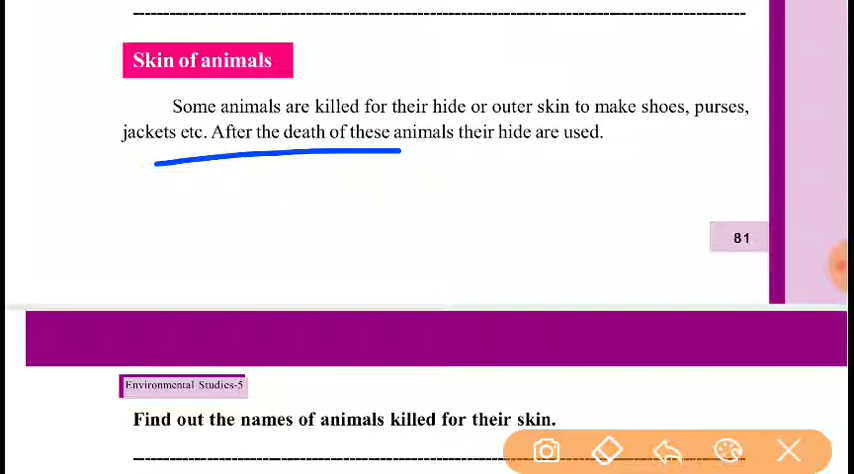 Skin of animals
Some animals are killed for their hide or outer skin to make shoes, purses,
jackets etc. After the death of these animals their hide are used.
81
Environmental Studies-5
Find out the names of animals killed for their skin.